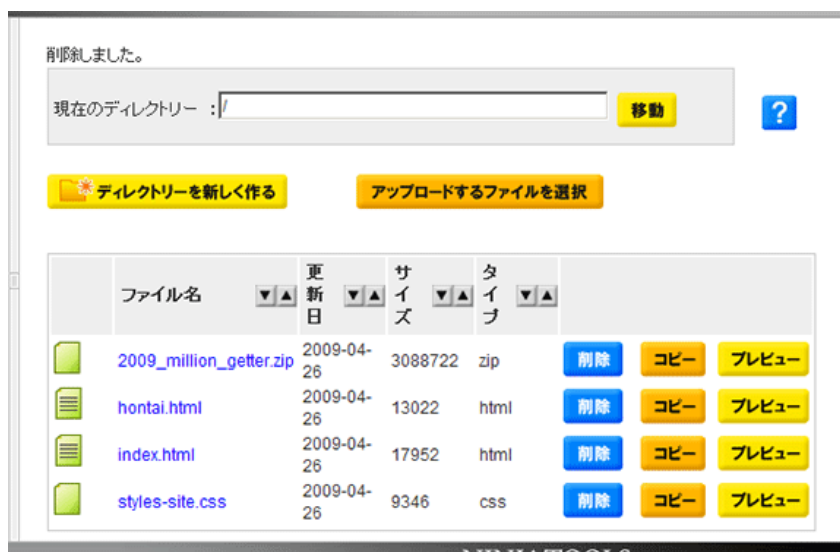 削除しました。
現在のディレクトリー :/
移動
?
ディレクトリーを新しく作る
アップロードするファイルを選択
ファイル名 ▼▲ 更新日 ▼▲ サイズ ▼▲ タイプ ▼▲
2009_million_getter.zip 2009-04-26 3088722 zip 削除 コピー プレビュー
hontai.html 2009-04-26 13022 html 削除 コピー プレビュー
index.html 2009-04-26 17952 html 削除 コピー プレビュー
styles-site.css 2009-04-26 9346 css 削除 コピー プレビュー
NINJATOOLS